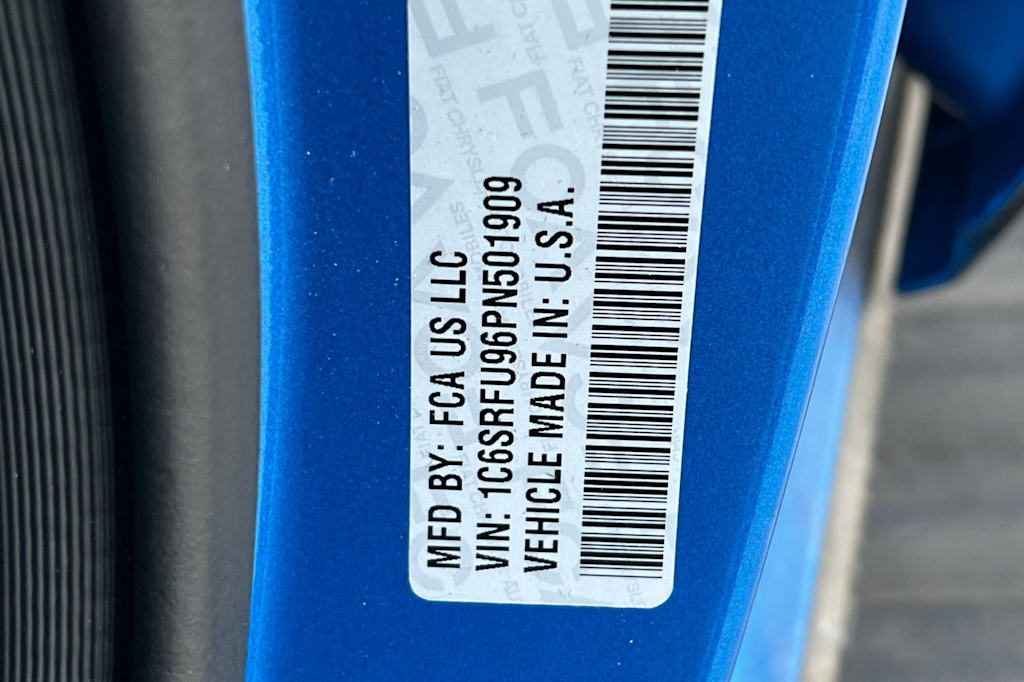 MFD BY: FCA US LLC
VIN: 1C6SRFU96PN501909
VEHICLE MADE IN: U.S.A.